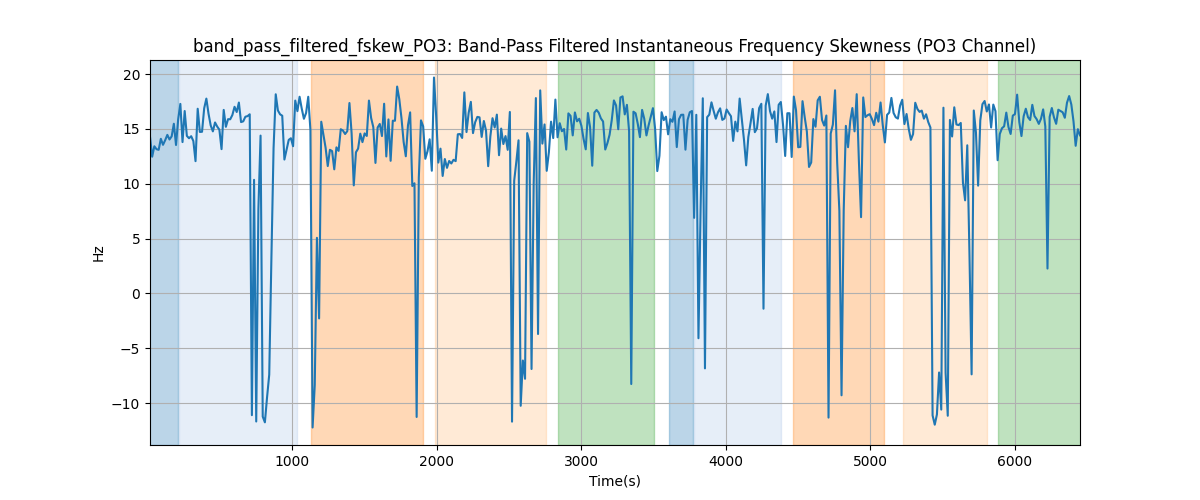 band_pass_filtered_fskew_PO3: Band-Pass Filtered Instantaneous Frequency Skewness (PO3 Channel)
20
15
10
5
0
−5
−10
Hz
1000 2000 3000 4000 5000 6000
Time(s)